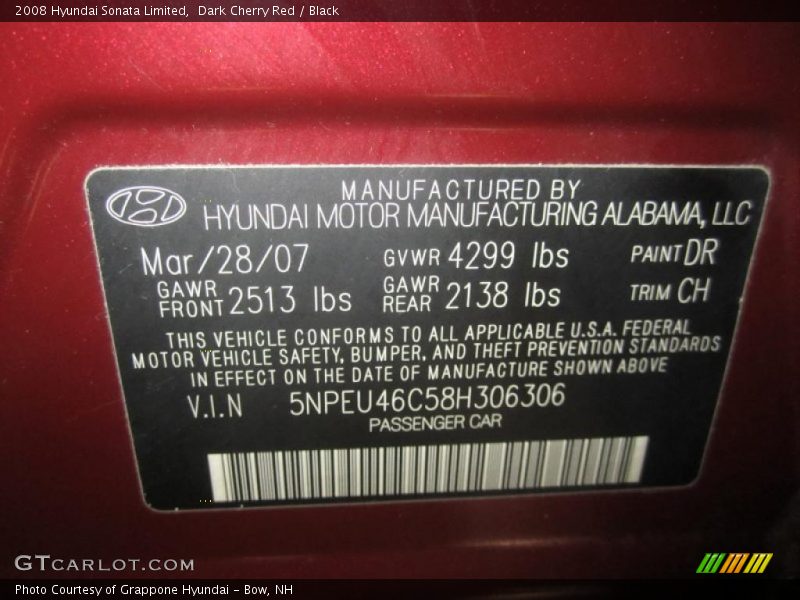 2008 Hyundai Sonata Limited,  Dark Cherry Red / Black
MANUFACTURED BY
HYUNDAI MOTOR MANUFACTURING ALABAMA, LLC
Mar/28/07 GVWR 4299 lbs PAINT DR
GAWR FRONT 2513 lbs GAWR REAR 2138 lbs TRIM CH
THIS VEHICLE CONFORMS TO ALL APPLICABLE U.S.A. FEDERAL
MOTOR VEHICLE SAFETY, BUMPER, AND THEFT PREVENTION STANDARDS
IN EFFECT ON THE DATE OF MANUFACTURE SHOWN ABOVE
V.I.N 5NPEU46C58H306306
PASSENGER CAR
GTCARLOT.COM
Photo Courtesy of Grappone Hyundai - Bow, NH